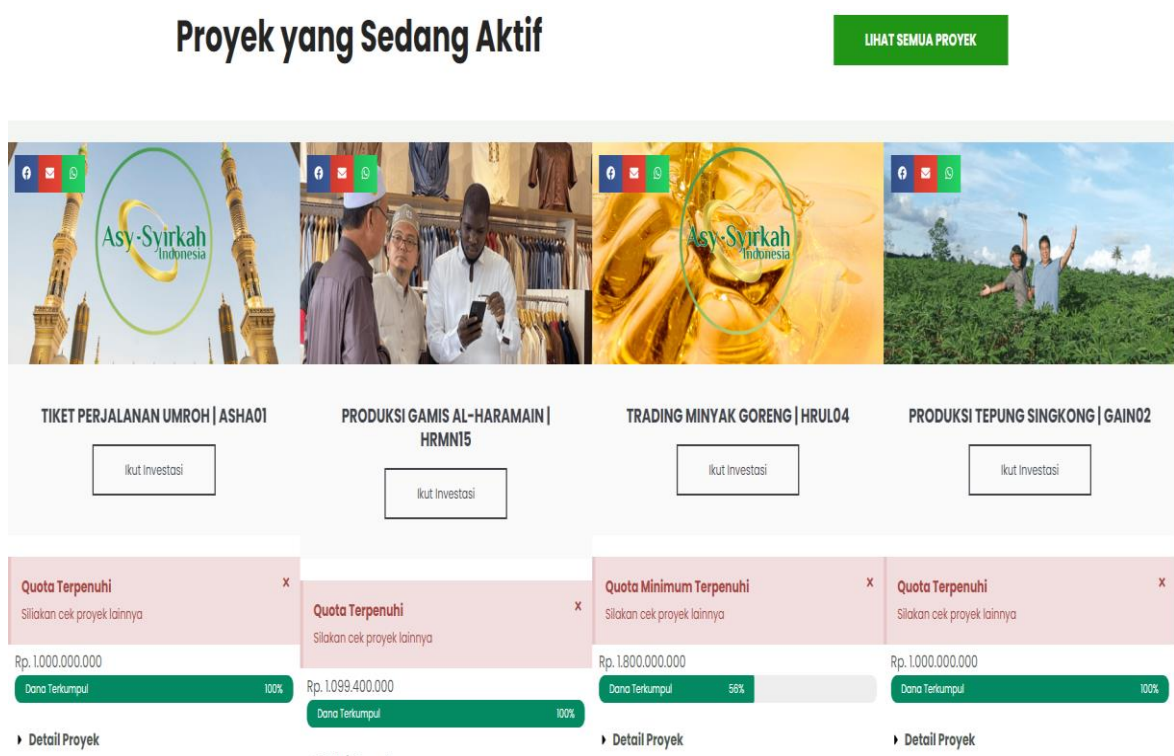 Proyek yang Sedang Aktif
LIHAT SEMUA PROYEK
Asy-Syirkah
Indonesia
TIKET PERJALANAN UMROH | ASHA01
Ikut Investasi
Quota Terpenuhi
x
Siliakan cek proyek lainnya
Rp. 1.000.000.000
Dana Terkumpul 100%
Detail Proyek
PRODUKSI GAMIS AL-HARAMAIN |
HRMN15
Ikut Investasi
Quota Terpenuhi
x
Silakan cek proyek lainnya
Rp. 1.099.400.000
Dana Terkumpul 100%
Asy-Syirkah
Indonesia
TRADING MINYAK GORENG | HRUL04
Ikut Investasi
Quota Minimum Terpenuhi
x
Silakan cek proyek lainnya
Rp. 1.800.000.000
Dana Terkumpul 56%
Detail Proyek
PRODUKSI TEPUNG SINGKONG | GAIN02
Ikut Investasi
Quota Terpenuhi
x
Silakan cek proyek lainnya
Rp. 1.000.000.000
Dana Terkumpul 100%
Detail Proyek